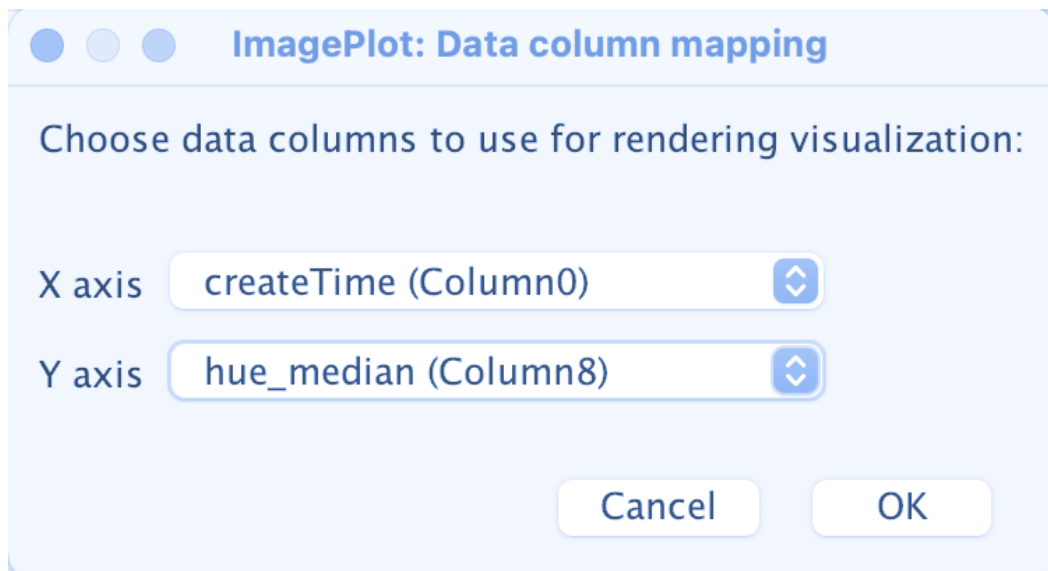 ImagePlot: Data column mapping
Choose data columns to use for rendering visualization:
X axis createTime (Column0)
Y axis hue_median (Column8)
Cancel OK